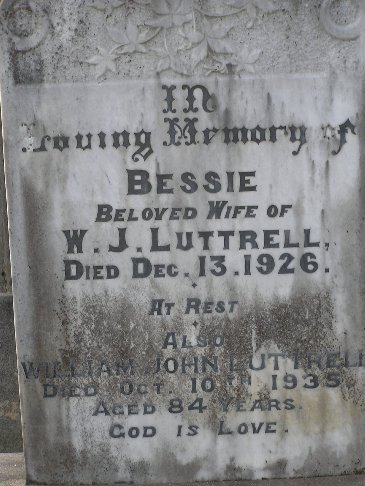 In
Loving Memory of
BESSIE
BELOVED WIFE OF
W. J. LUTTRELL,
DIED DEC. 13. 1926.
AT REST
ALSO
WILLIAM JOHN LUTTRELL
DIED OCT. 10TH 1935
AGED 84 YEARS.
GOD IS LOVE.